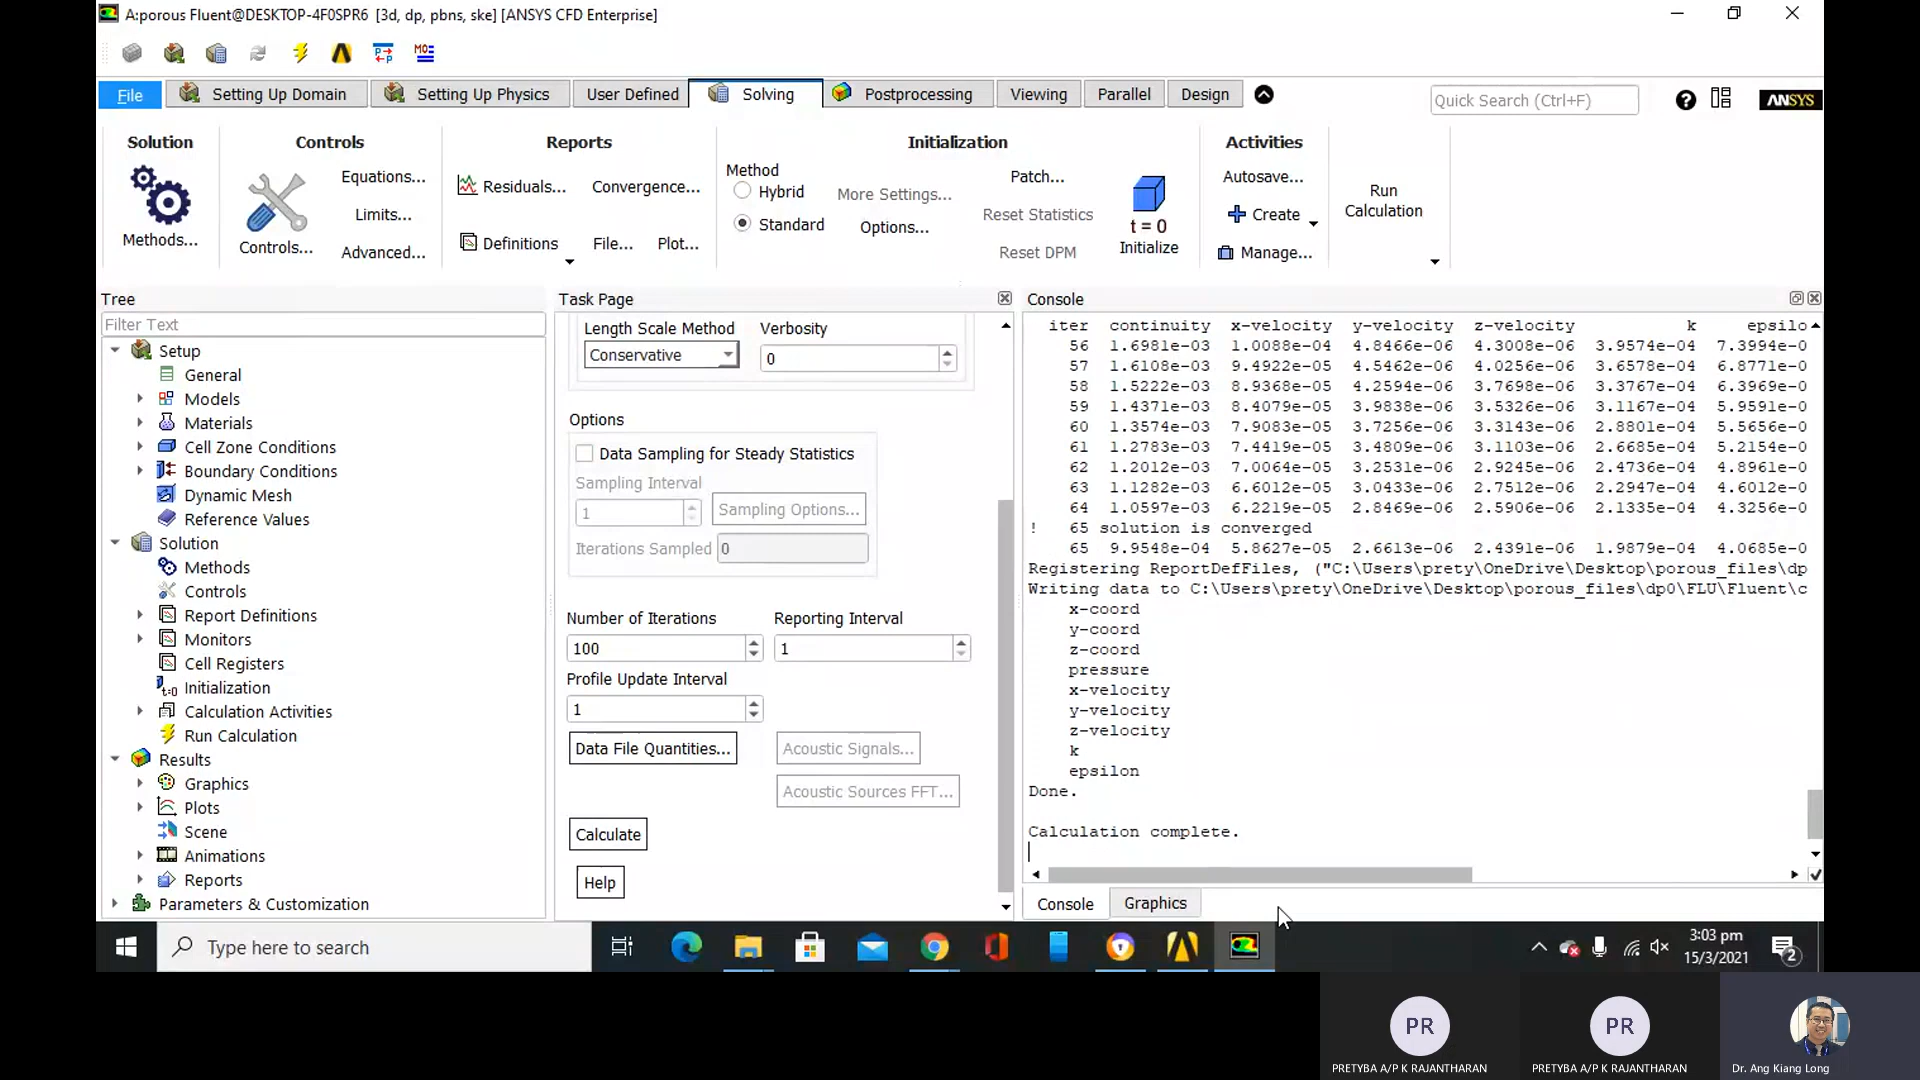 A:porous Fluent@DESKTOP-4F0SPR6 [3d, dp, pbns, ske] [ANSYS CFD Enterprise]
File
Setting Up Domain
Setting Up Physics
User Defined
Solving
Postprocessing
Viewing
Parallel
Design
Quick Search (Ctrl+F)
ANSYS
Solution
Methods...
Controls
Controls...
Equations...
Limits...
Advanced...
Reports
Residuals...
Convergence...
Definitions
File...
Plot...
Initialization
Method
Hybrid
Standard
More Settings...
Options...
Patch...
Reset Statistics
Reset DPM
t = 0
Initialize
Activities
Autosave...
Create
Manage...
Run
Calculation
Tree
Filter Text
Setup
General
Models
Materials
Cell Zone Conditions
Boundary Conditions
Dynamic Mesh
Reference Values
Solution
Methods
Controls
Report Definitions
Monitors
Cell Registers
Initialization
Calculation Activities
Run Calculation
Results
Graphics
Plots
Scene
Animations
Reports
Parameters & Customization
Task Page
Length Scale Method
Verbosity
Conservative
0
Options
Data Sampling for Steady Statistics
Sampling Interval
1
Sampling Options...
Iterations Sampled 0
Number of Iterations
Reporting Interval
100
1
Profile Update Interval
1
Data File Quantities...
Acoustic Signals...
Acoustic Sources FFT...
Calculate
Help
Console
iter continuity x-velocity y-velocity z-velocity k epsilo
56 1.6981e-03 1.0088e-04 4.8466e-06 4.3008e-06 3.9574e-04 7.3994e-0
57 1.6108e-03 9.4922e-05 4.5462e-06 4.0256e-06 3.6578e-04 6.8771e-0
58 1.5222e-03 8.9368e-05 4.2594e-06 3.7698e-06 3.3767e-04 6.3969e-0
59 1.4371e-03 8.4079e-05 3.9838e-06 3.5326e-06 3.1167e-04 5.9591e-0
60 1.3574e-03 7.9083e-05 3.7256e-06 3.3143e-06 2.8801e-04 5.5656e-0
61 1.2783e-03 7.4419e-05 3.4809e-06 3.1103e-06 2.6685e-04 5.2154e-0
62 1.2012e-03 7.0064e-05 3.2531e-06 2.9245e-06 2.4736e-04 4.8961e-0
63 1.1282e-03 6.6012e-05 3.0433e-06 2.7512e-06 2.2947e-04 4.6012e-0
64 1.0597e-03 6.2219e-05 2.8469e-06 2.5906e-06 2.1335e-04 4.3256e-0
! 65 solution is converged
65 9.9548e-04 5.8627e-05 2.6613e-06 2.4391e-06 1.9879e-04 4.0685e-0
Registering ReportDefFiles, ("C:\Users\prety\OneDrive\Desktop\porous_files\dp
Writing data to C:\Users\prety\OneDrive\Desktop\porous_files\dp0\FLU\Fluent\c
x-coord
y-coord
z-coord
pressure
x-velocity
y-velocity
z-velocity
k
epsilon
Done.
Calculation complete.
Console
Graphics
Type here to search
3:03 pm
15/3/2021
2
PR
PRETYBA A/P K RAJANTHARAN
PR
PRETYBA A/P K RAJANTHARAN
Dr. Ang Kiang Long